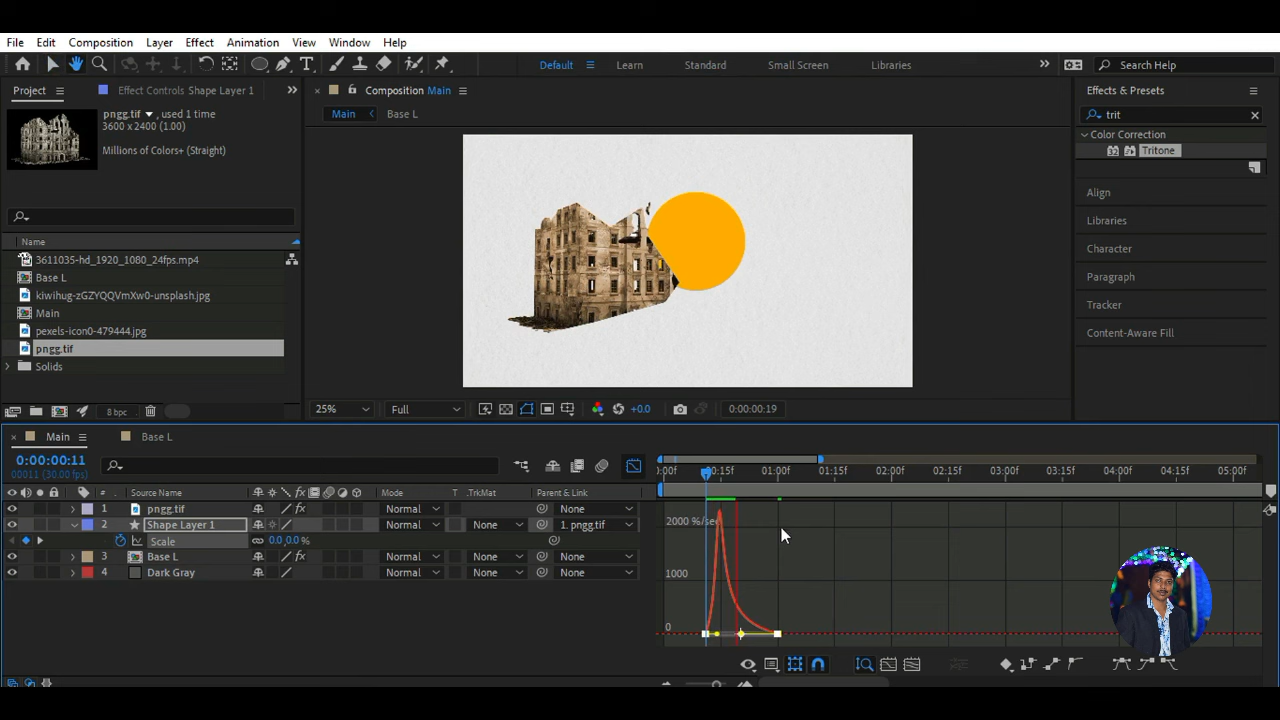 File Edit Composition Layer Effect Animation View Window Help
Default Learn Standard Small Screen Libraries Search Help
Project Effect Controls Shape Layer 1
pngg.tif , used 1 time
3600 x 2400 (1.00)
Millions of Colors+ (Straight)
Name
3611035-hd_1920_1080_24fps.mp4
Base L
kiwihug-zGZYQQVmXw0-unsplash.jpg
Main
pexels-icon0-479444.jpg
pngg.tif
Solids
8 bpc
Composition Main
Main Base L
25% Full +0.0 0:00:00:19
Effects & Presets
trit
Color Correction
32 Tritone
Align
Libraries
Character
Paragraph
Tracker
Content-Aware Fill
Main Base L
0:00:00:11
00011 (30.00 fps)
# Source Name Mode T .TrkMat Parent & Link
1 pngg.tif Normal None
2 Shape Layer 1 Normal None 1. pngg.tif
Scale 0.0,0.0 %
3 Base L Normal None None
4 Dark Gray Normal None None
0:00f 00:15f 01:00f 01:15f 02:00f 02:15f 03:00f 03:15f 04:00f 04:15f 05:00f
2000 %/sec
1000
0